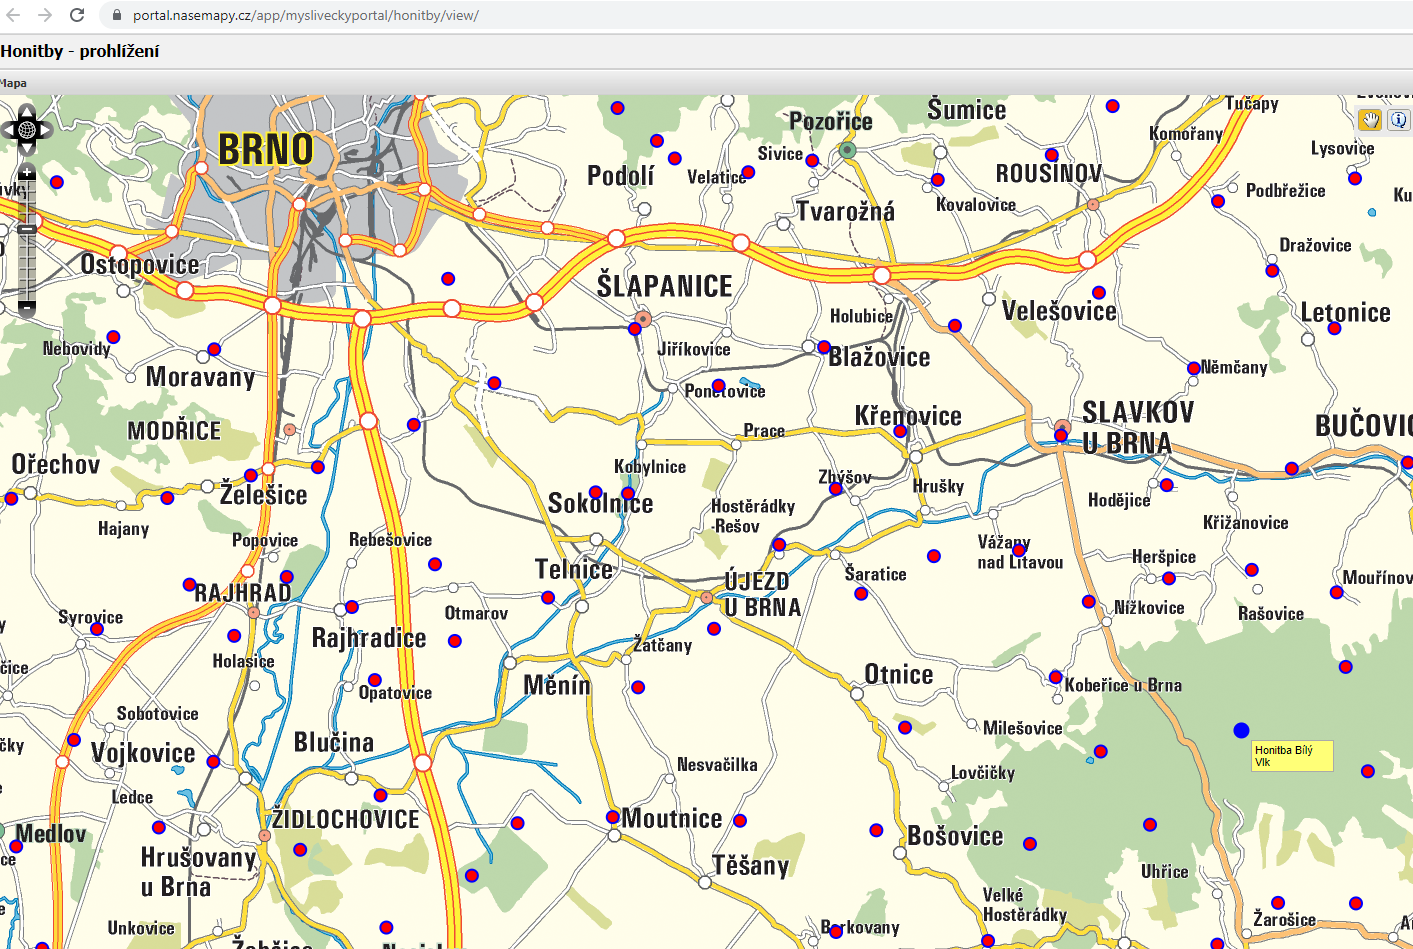 portal.nasemapy.cz/app/mysliveckyportal/honitby/view/
Honitby - prohlížení
Mapa
Tučapy
Šumice
Pozořice
Komořany
BRNO
Lysovice
Sivice
ROUSÍNOV
Podolí
Velatice
Podbřežice
Ku
Kovalovice
Tvarožná
Dražovice
Ostopovice
ŠLAPANICE
Velešovice
Letonice
Holubice
Nebovidy
Jiříkovice
Blažovice
Němčany
Moravany
Ponětovice
SLAVKOV
U BRNA
Křenovice
BUČOVIC
MODŘICE
Prace
Ořechov
Kobylnice
Zbýšov
Želešice
Hrušky
Hodějice
Sokolnice
Hostěrádky
-Rešov
Hajany
Křižanovice
Popovice
Rebešovice
Vážany
nad Litavou
Heršpice
Telnice
Šaratice
ÚJEZD
U BRNA
Mouřínov
RAJHRAD
Otmarov
Nížkovice
Rašovice
Syrovice
Rajhradice
Žatčany
Holasice
čice
Otnice
Měnín
Kobeřice u Brna
Opatovice
Sobotovice
Milešovice
Blučina
čky
Vojkovice
Honitba Bílý
Vlk
Nesvačilka
Lovčičky
Ledce
ŽIDLOCHOVICE
Moutnice
Medlov
Bošovice
Hrušovany
u Brna
Těšany
Uhřice
Velké
Hostěrádky
Žarošice
Unkovice
Borkovany